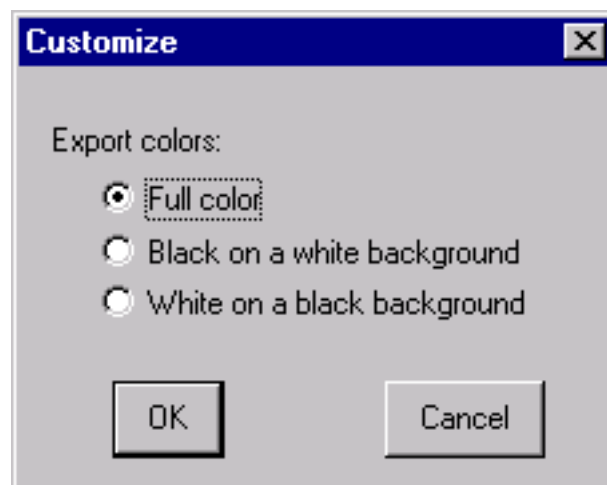 Customize
Export colors:
Full color
Black on a white background
White on a black background
OK
Cancel